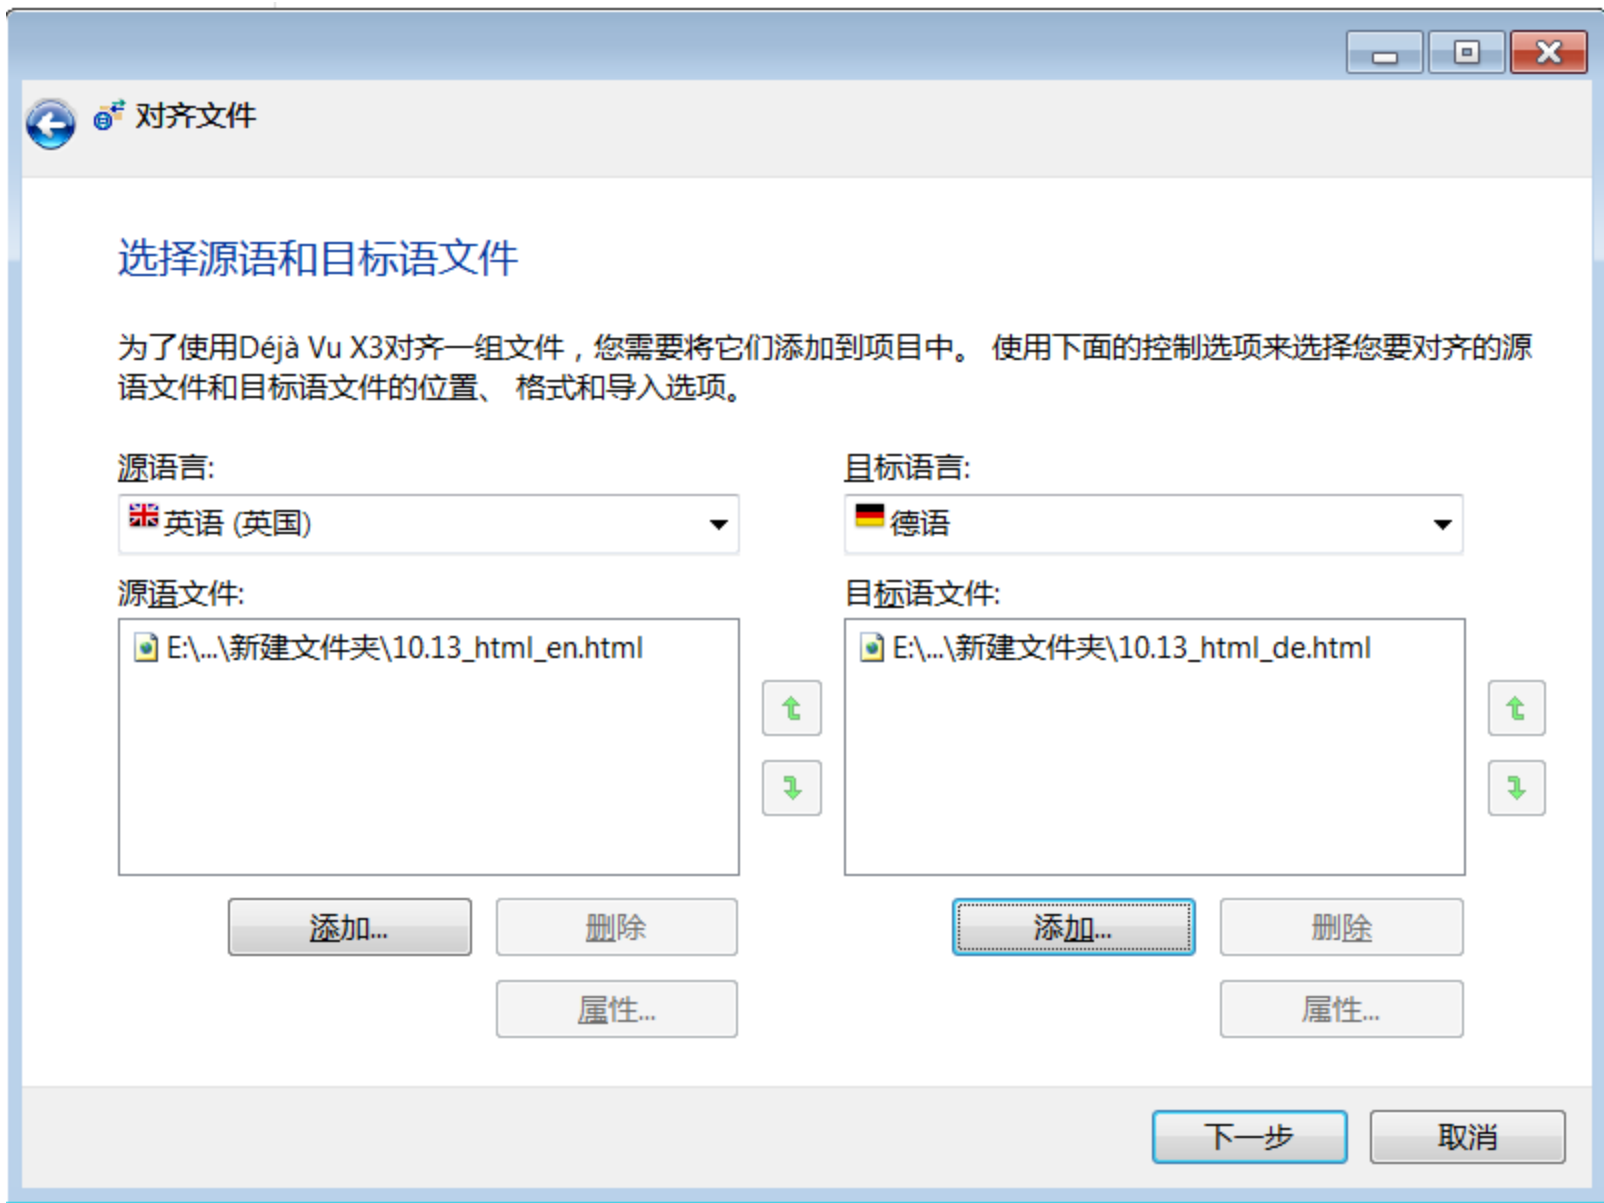 对齐文件
选择源语和目标语文件
为了使用Déjà Vu X3对齐一组文件，您需要将它们添加到项目中。 使用下面的控制选项来选择您要对齐的源
语文件和目标语文件的位置、 格式和导入选项。
源语言:
目标语言:
英语 (英国)
德语
源语文件:
目标语文件:
E:\...\新建文件夹\10.13_html_en.html
E:\...\新建文件夹\10.13_html_de.html
添加...
删除
添加...
删除
属性...
属性...
下一步
取消